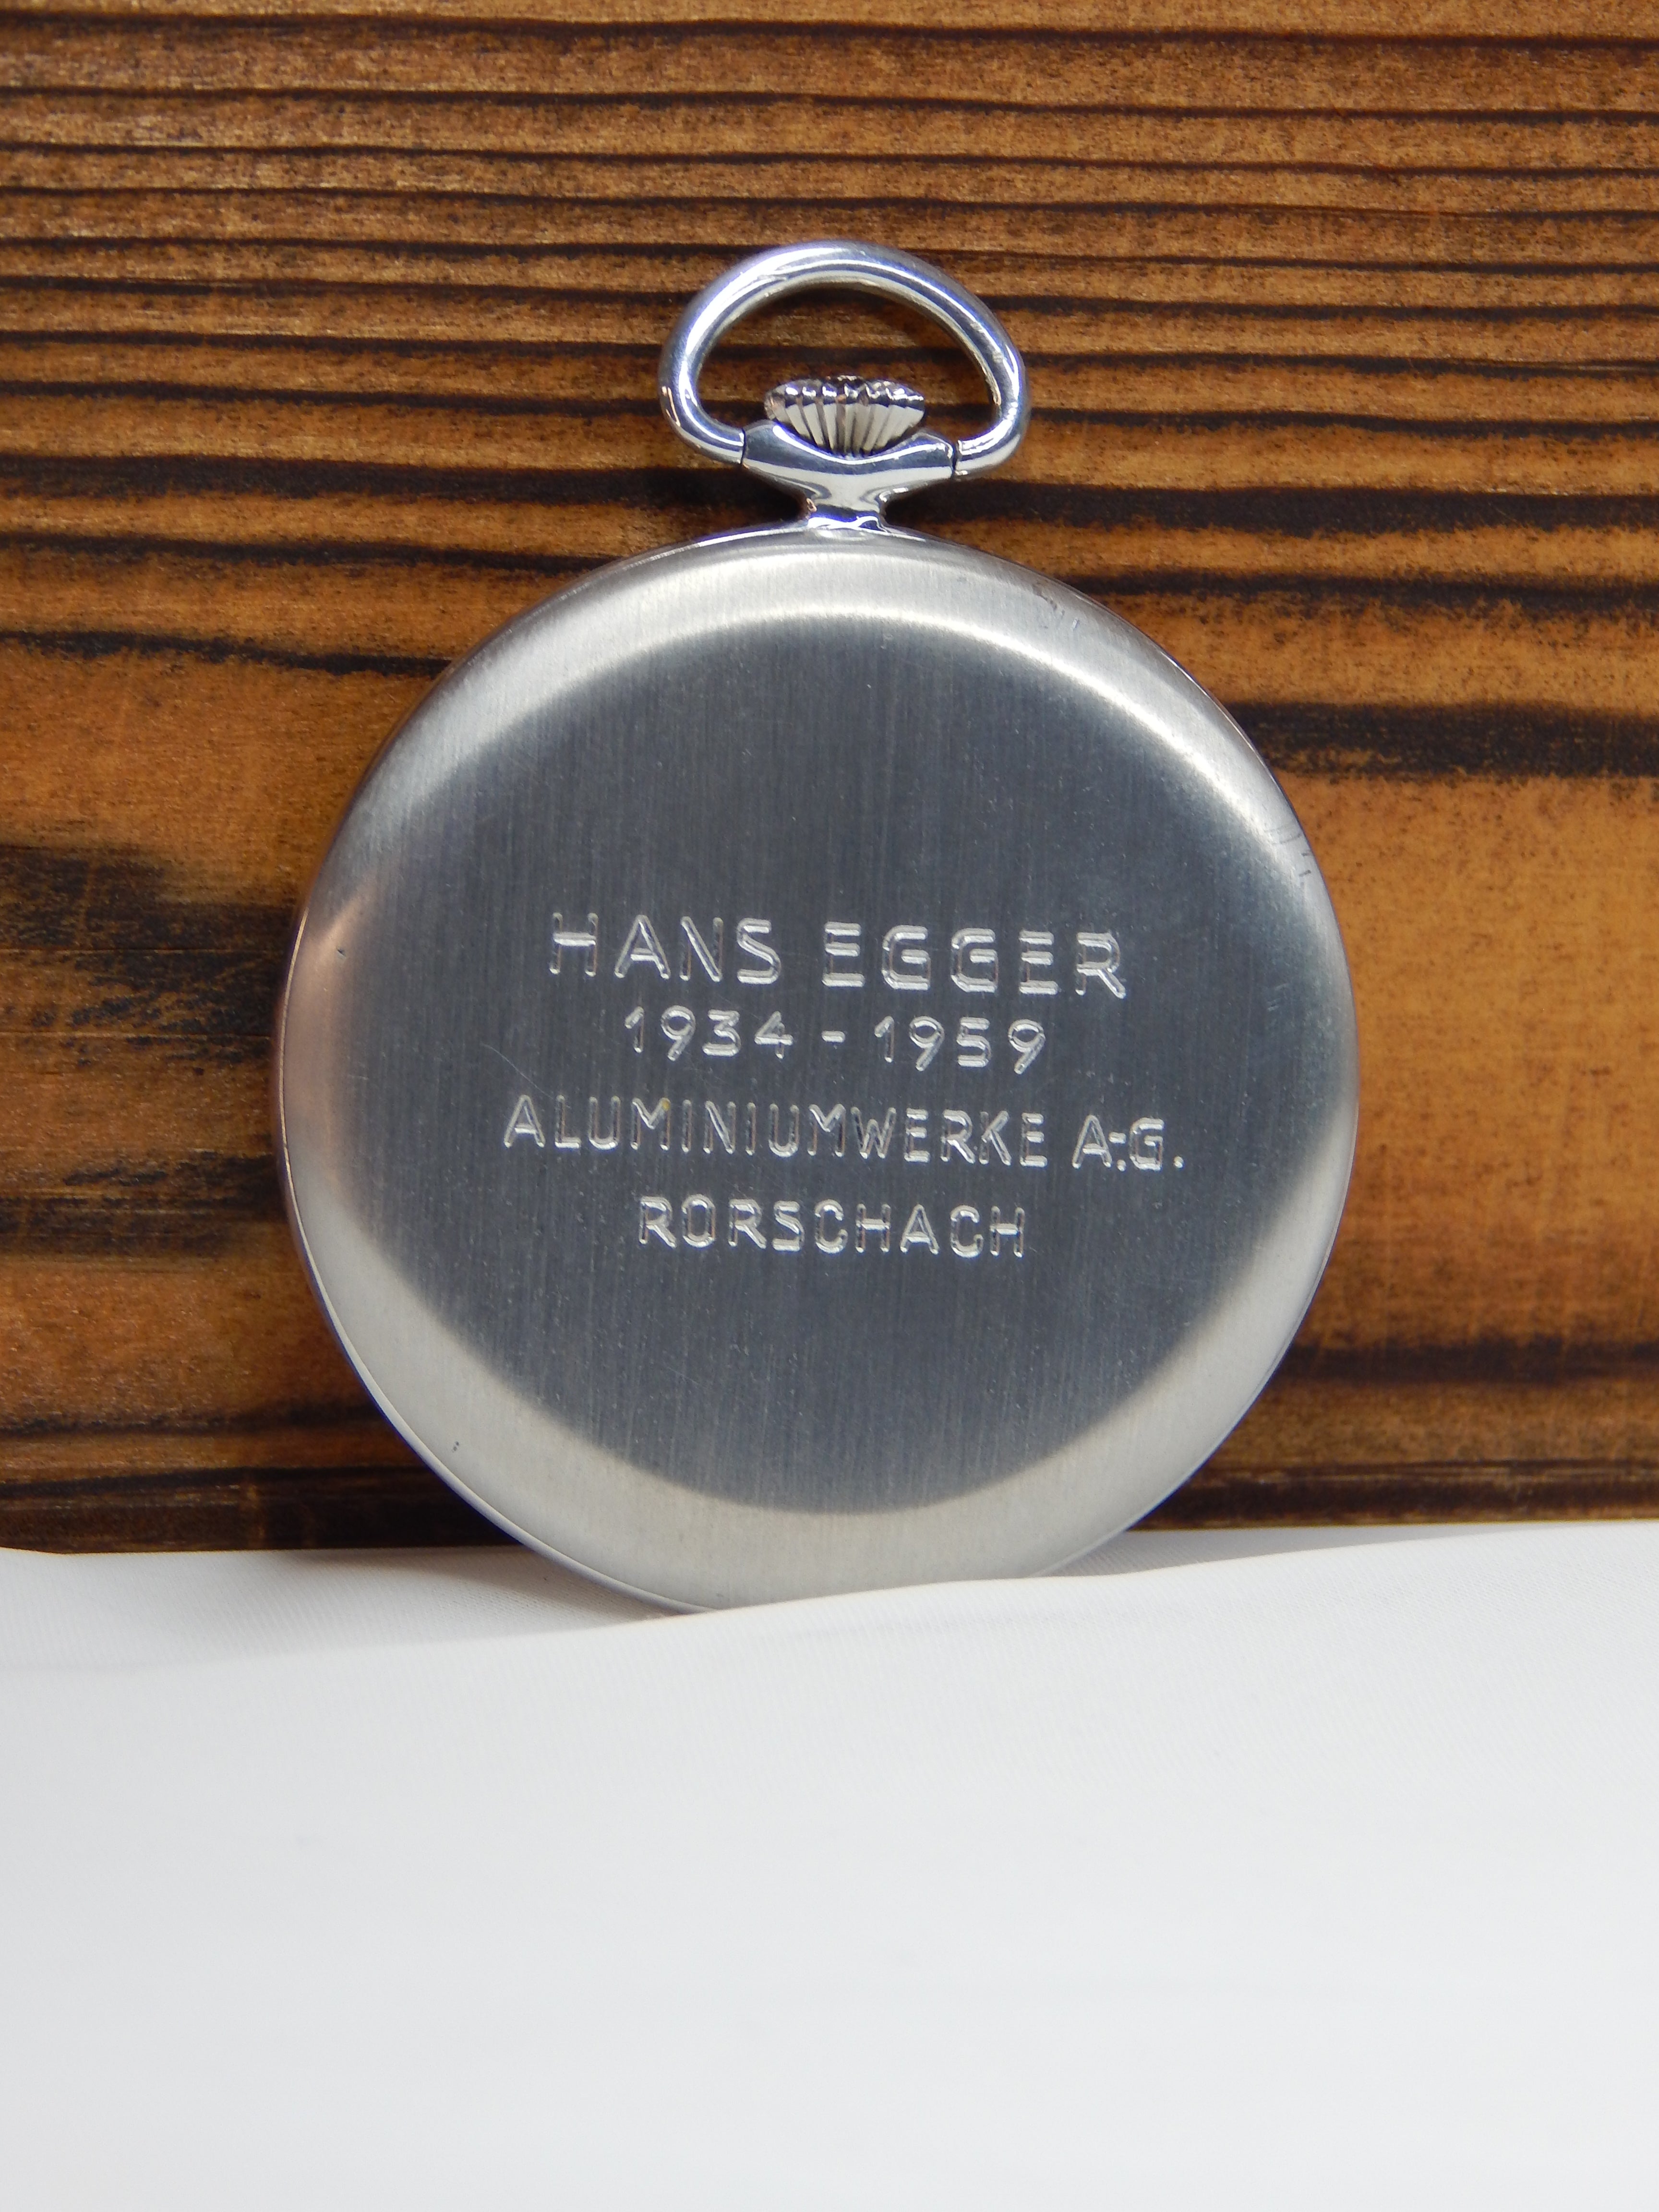 HANS EGGER
1934 - 1959
ALUMINIUMWERKE A.G.
RORSCHACH